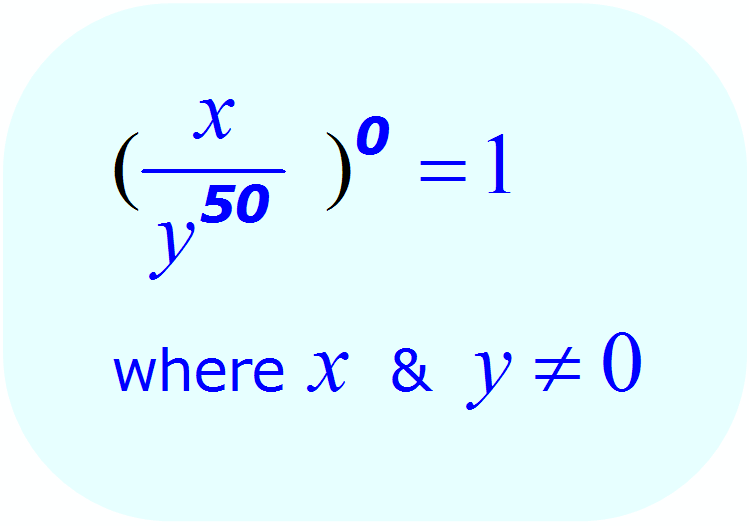 (x/y^50)^0 = 1
where x & y ≠ 0